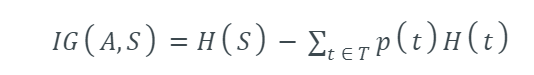 IG(A,S) = H(S) − ∑ₜ ∈ T p(t)H(t)